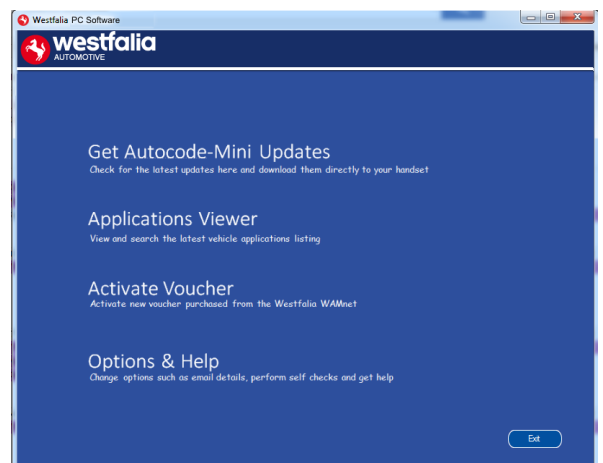 Westfalia PC Software
westfalia
AUTOMOTIVE
Get Autocode-Mini Updates
Check for the latest updates here and download them directly to your handset
Applications Viewer
View and search the latest vehicle applications listing
Activate Voucher
Activate new voucher purchased from the Westfalia WAMnet
Options & Help
Change options such as email details, perform self checks and get help
Exit